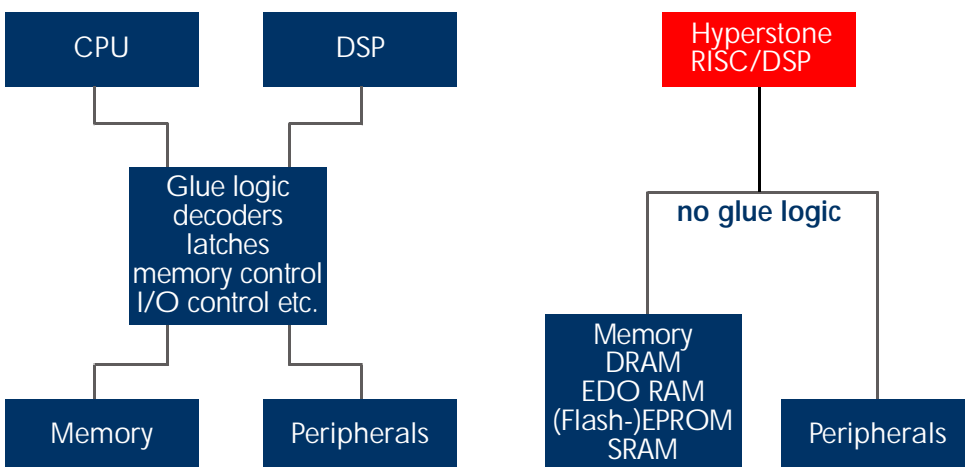 CPU
DSP
Glue logic
decoders
latches
memory control
I/O control etc.
Memory
Peripherals
Hyperstone
RISC/DSP
no glue logic
Memory
DRAM
EDO RAM
(Flash-)EPROM
SRAM
Peripherals